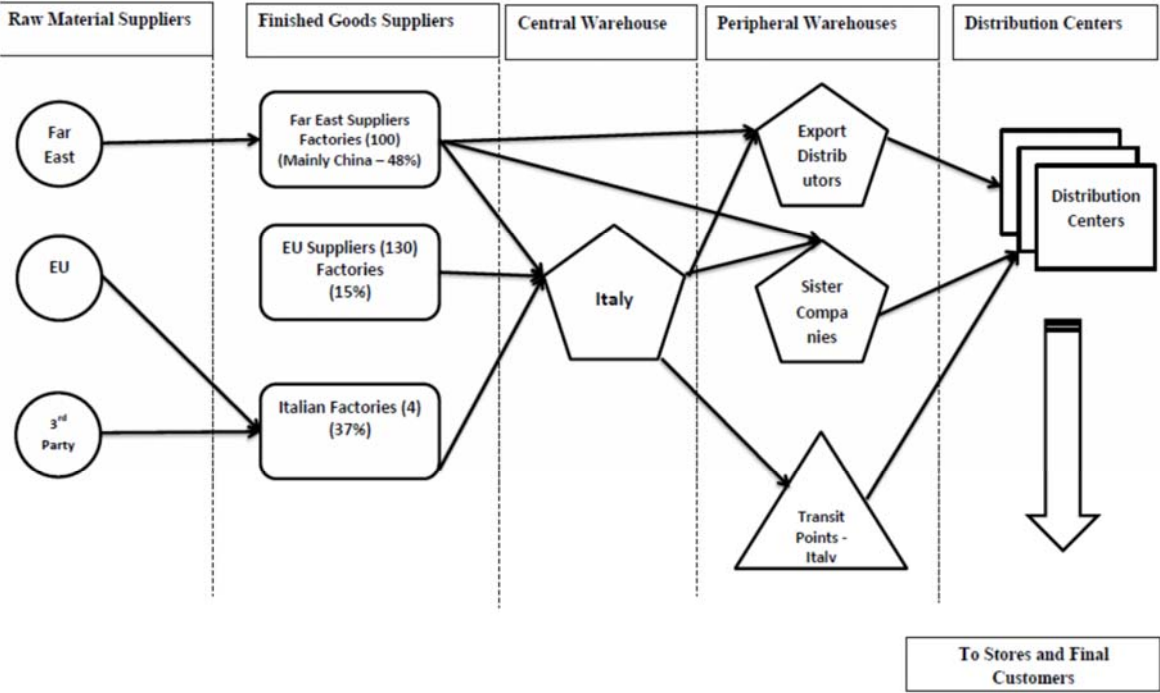 Raw Material Suppliers
Finished Goods Suppliers
Central Warehouse
Peripheral Warehouses
Distribution Centers
Far
East
Far East Suppliers
Factories (100)
(Mainly China – 48%)
Export
Distrib
utors
Distribution
Centers
EU
EU Suppliers (130)
Factories
(15%)
Italy
Sister
Compa
nies
3rd
Party
Italian Factories (4)
(37%)
Transit
Points -
Italy
To Stores and Final
Customers